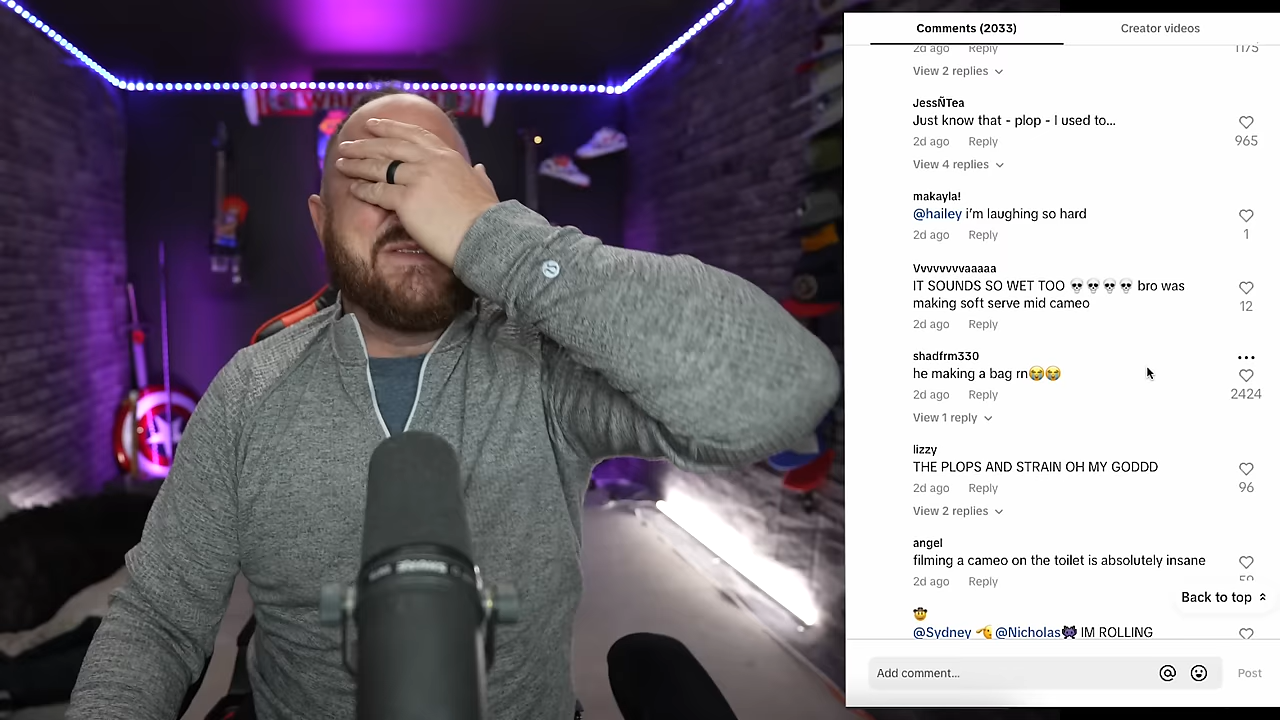 Comments (2033)
Creator videos
2d ago Reply
1175
View 2 replies
JessÑTea
Just know that - plop - I used to...
2d ago Reply
965
View 4 replies
makayla!
@hailey i'm laughing so hard
2d ago Reply
1
Vvvvvvvvaaaaa
IT SOUNDS SO WET TOO 💀💀💀💀 bro was
making soft serve mid cameo
2d ago Reply
12
shadfrm330
he making a bag rn😭😭
2d ago Reply
2424
View 1 reply
lizzy
THE PLOPS AND STRAIN OH MY GODDD
2d ago Reply
96
View 2 replies
angel
filming a cameo on the toilet is absolutely insane
2d ago Reply
59
Back to top
🤠
@Sydney 🫡 @Nicholas👾 IM ROLLING
Add comment...
Post